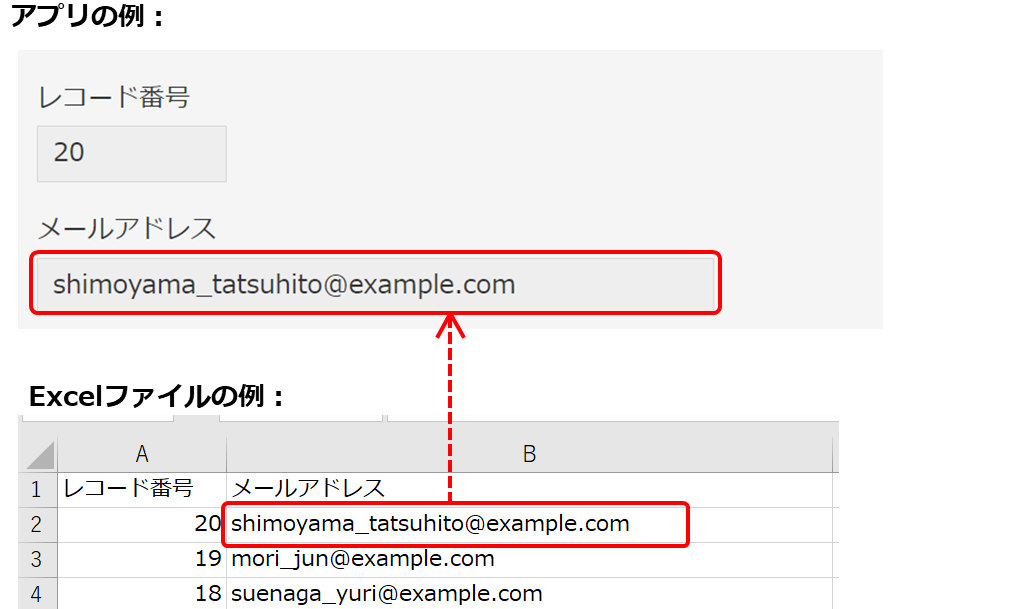 アプリの例：
レコード番号
20
メールアドレス
shimoyama_tatsuhito@example.com
Excelファイルの例：
A B
1 レコード番号 メールアドレス
2 20 shimoyama_tatsuhito@example.com
3 19 mori_jun@example.com
4 18 suenaga_yuri@example.com